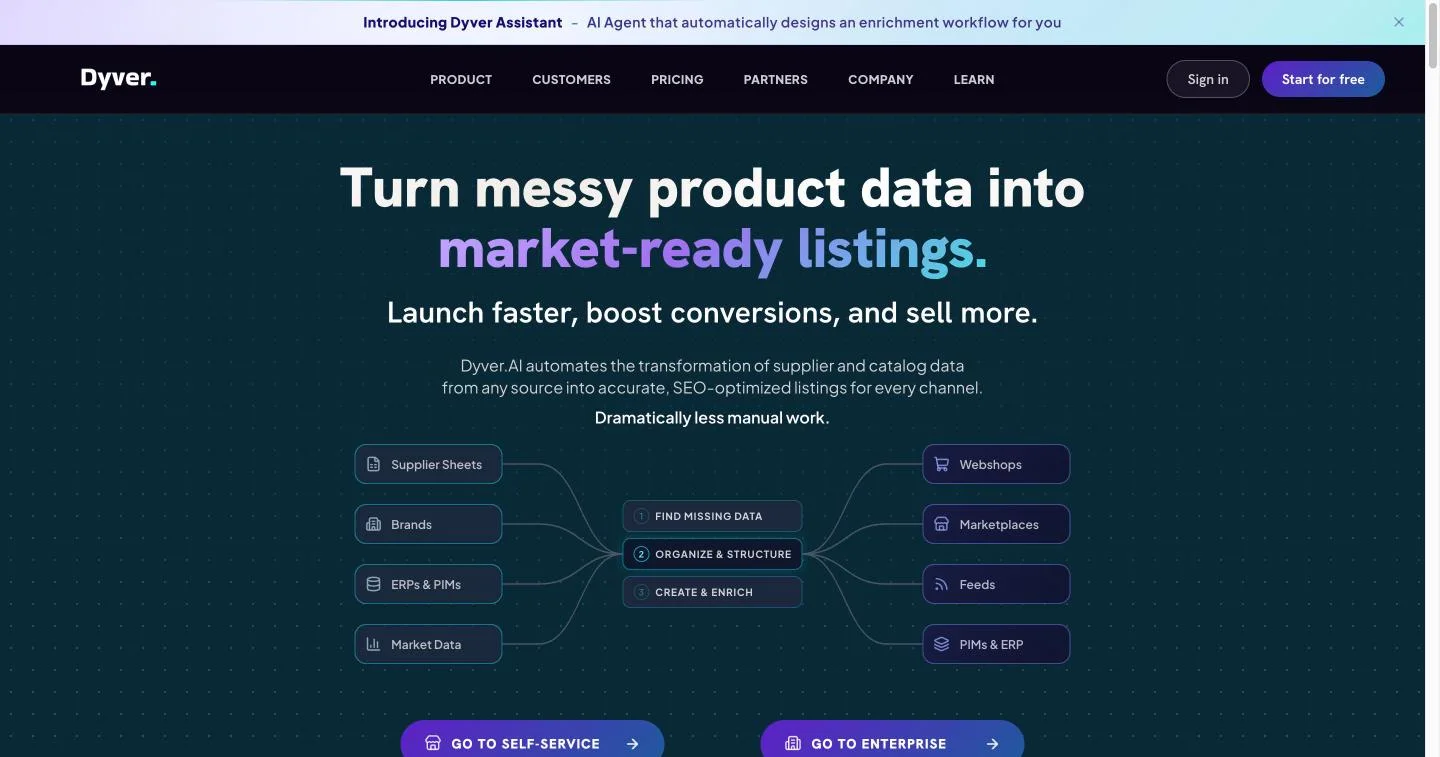 Introducing Dyver Assistant - AI Agent that automatically designs an enrichment workflow for you
Dyver.
PRODUCT CUSTOMERS PRICING PARTNERS COMPANY LEARN
Sign in
Start for free
Turn messy product data into
market-ready listings.
Launch faster, boost conversions, and sell more.
Dyver.AI automates the transformation of supplier and catalog data
from any source into accurate, SEO-optimized listings for every channel.
Dramatically less manual work.
Supplier Sheets
Brands
ERPs & PIMs
Market Data
1 FIND MISSING DATA
2 ORGANIZE & STRUCTURE
3 CREATE & ENRICH
Webshops
Marketplaces
Feeds
PIMs & ERP
GO TO SELF-SERVICE
GO TO ENTERPRISE